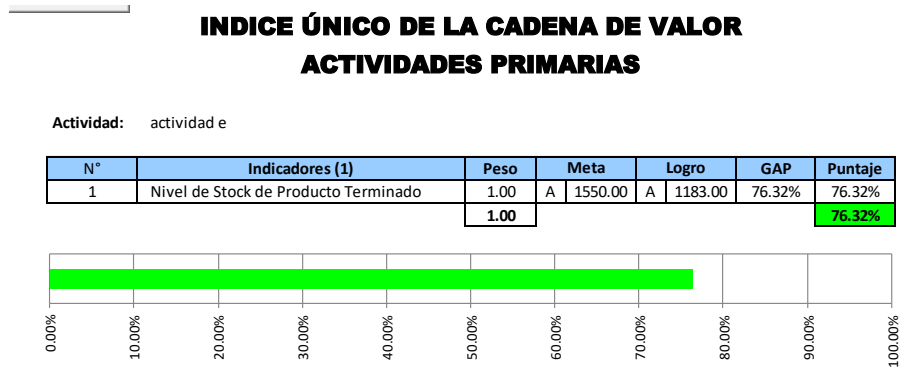 INDICE ÚNICO DE LA CADENA DE VALOR
ACTIVIDADES PRIMARIAS
Actividad: actividad e
N° Indicadores (1) Peso Meta Logro GAP Puntaje
1 Nivel de Stock de Producto Terminado 1.00 A 1550.00 A 1183.00 76.32% 76.32%
1.00 76.32%
0.00% 10.00% 20.00% 30.00% 40.00% 50.00% 60.00% 70.00% 80.00% 90.00% 100.00%